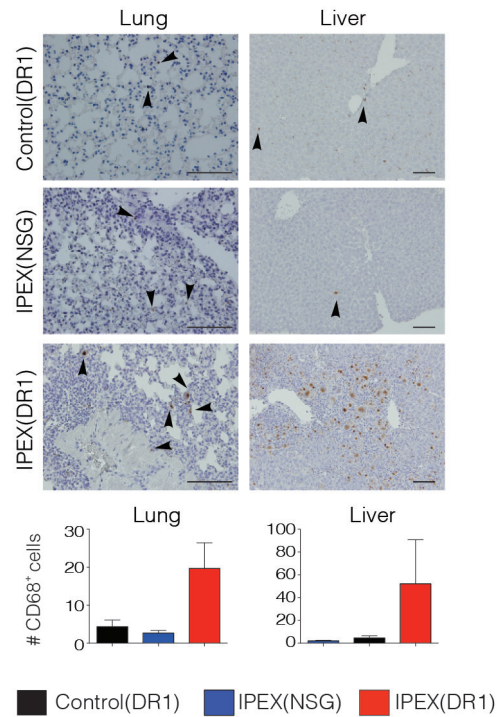 Lung Liver
Control(DR1)
IPEX(NSG)
IPEX(DR1)
Lung Liver
# CD68+ cells
30
20
10
0
100
80
60
40
20
0
Control(DR1) IPEX(NSG) IPEX(DR1)